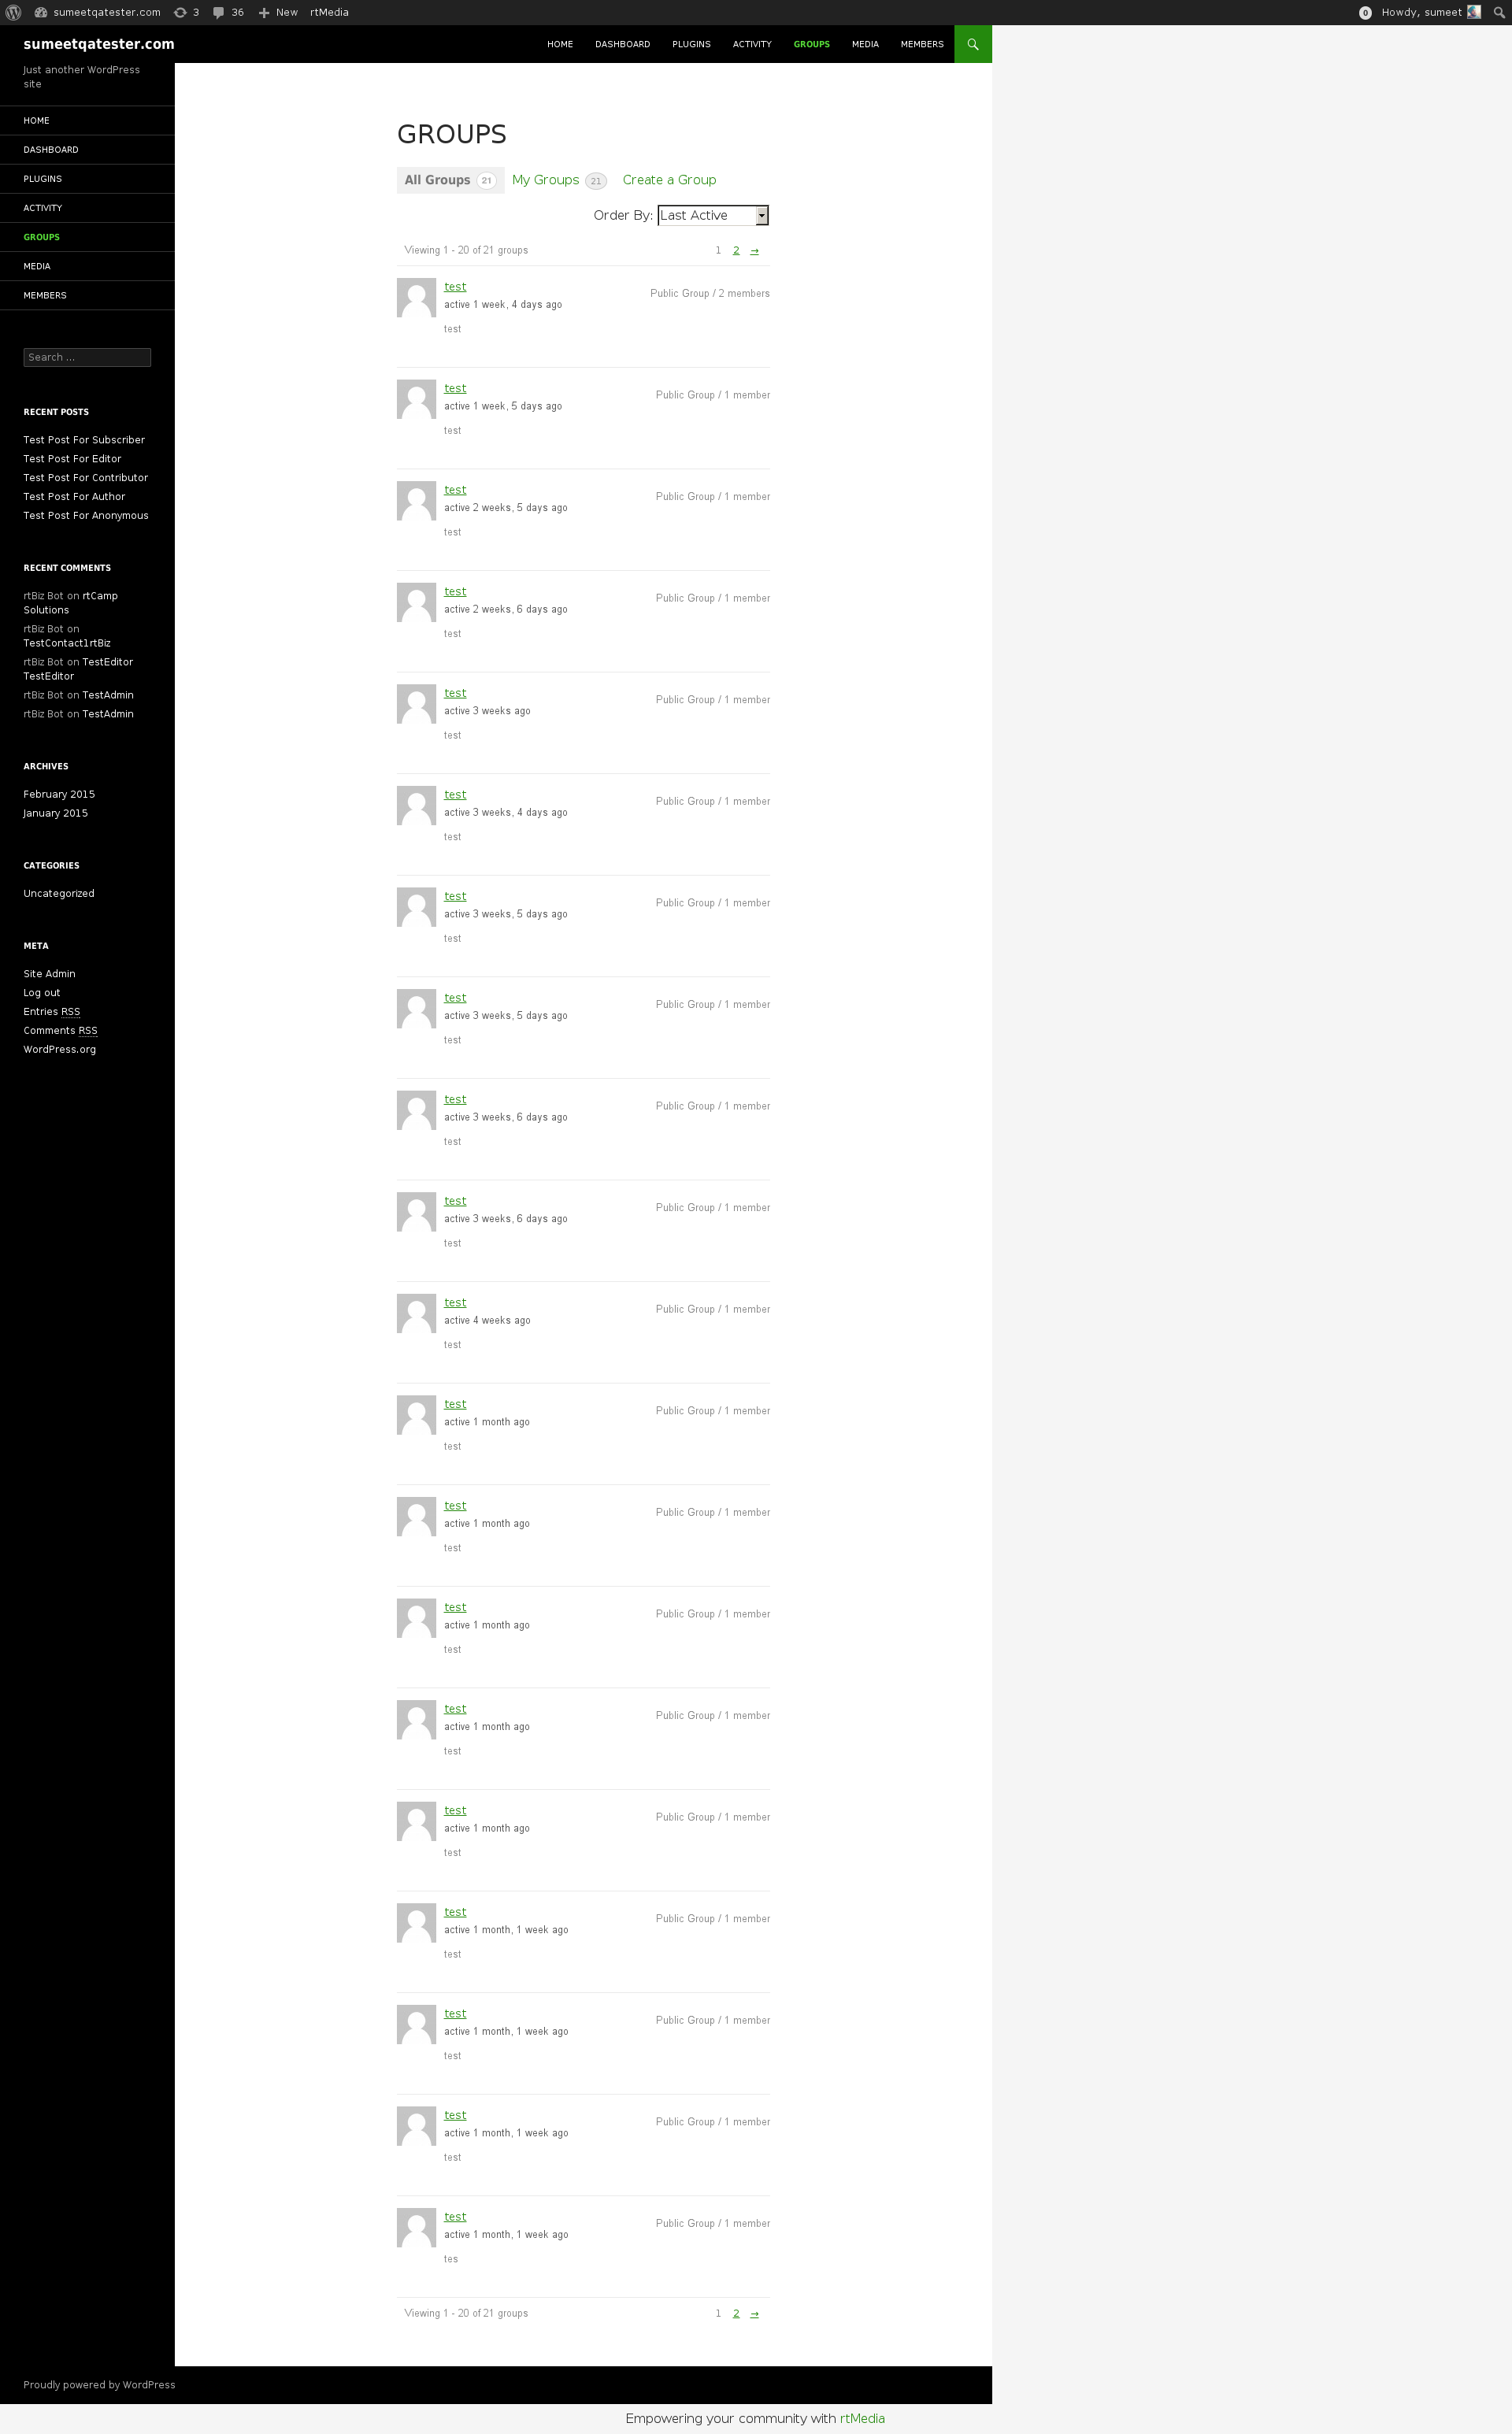 sumeetqatester.com 3 36 New rtMedia 0 Howdy, sumeet
sumeetqatester.com
HOME DASHBOARD PLUGINS ACTIVITY GROUPS MEDIA MEMBERS
Just another WordPress
site
HOME
DASHBOARD
PLUGINS
ACTIVITY
GROUPS
MEDIA
MEMBERS
Search ...
RECENT POSTS
Test Post For Subscriber
Test Post For Editor
Test Post For Contributor
Test Post For Author
Test Post For Anonymous
RECENT COMMENTS
rtBiz Bot on rtCamp
Solutions
rtBiz Bot on
TestContact1rtBiz
rtBiz Bot on TestEditor
TestEditor
rtBiz Bot on TestAdmin
rtBiz Bot on TestAdmin
ARCHIVES
February 2015
January 2015
CATEGORIES
Uncategorized
META
Site Admin
Log out
Entries RSS
Comments RSS
WordPress.org
GROUPS
All Groups 21 My Groups 21 Create a Group
Order By: Last Active
Viewing 1 - 20 of 21 groups 1 2 →
test
Public Group / 2 members
active 1 week, 4 days ago
test
test
Public Group / 1 member
active 1 week, 5 days ago
test
test
Public Group / 1 member
active 2 weeks, 5 days ago
test
test
Public Group / 1 member
active 2 weeks, 6 days ago
test
test
Public Group / 1 member
active 3 weeks ago
test
test
Public Group / 1 member
active 3 weeks, 4 days ago
test
test
Public Group / 1 member
active 3 weeks, 5 days ago
test
test
Public Group / 1 member
active 3 weeks, 5 days ago
test
test
Public Group / 1 member
active 3 weeks, 6 days ago
test
test
Public Group / 1 member
active 3 weeks, 6 days ago
test
test
Public Group / 1 member
active 4 weeks ago
test
test
Public Group / 1 member
active 1 month ago
test
test
Public Group / 1 member
active 1 month ago
test
test
Public Group / 1 member
active 1 month ago
test
test
Public Group / 1 member
active 1 month ago
test
test
Public Group / 1 member
active 1 month ago
test
test
Public Group / 1 member
active 1 month, 1 week ago
test
test
Public Group / 1 member
active 1 month, 1 week ago
test
test
Public Group / 1 member
active 1 month, 1 week ago
test
test
Public Group / 1 member
active 1 month, 1 week ago
tes
Viewing 1 - 20 of 21 groups 1 2 →
Proudly powered by WordPress
Empowering your community with rtMedia